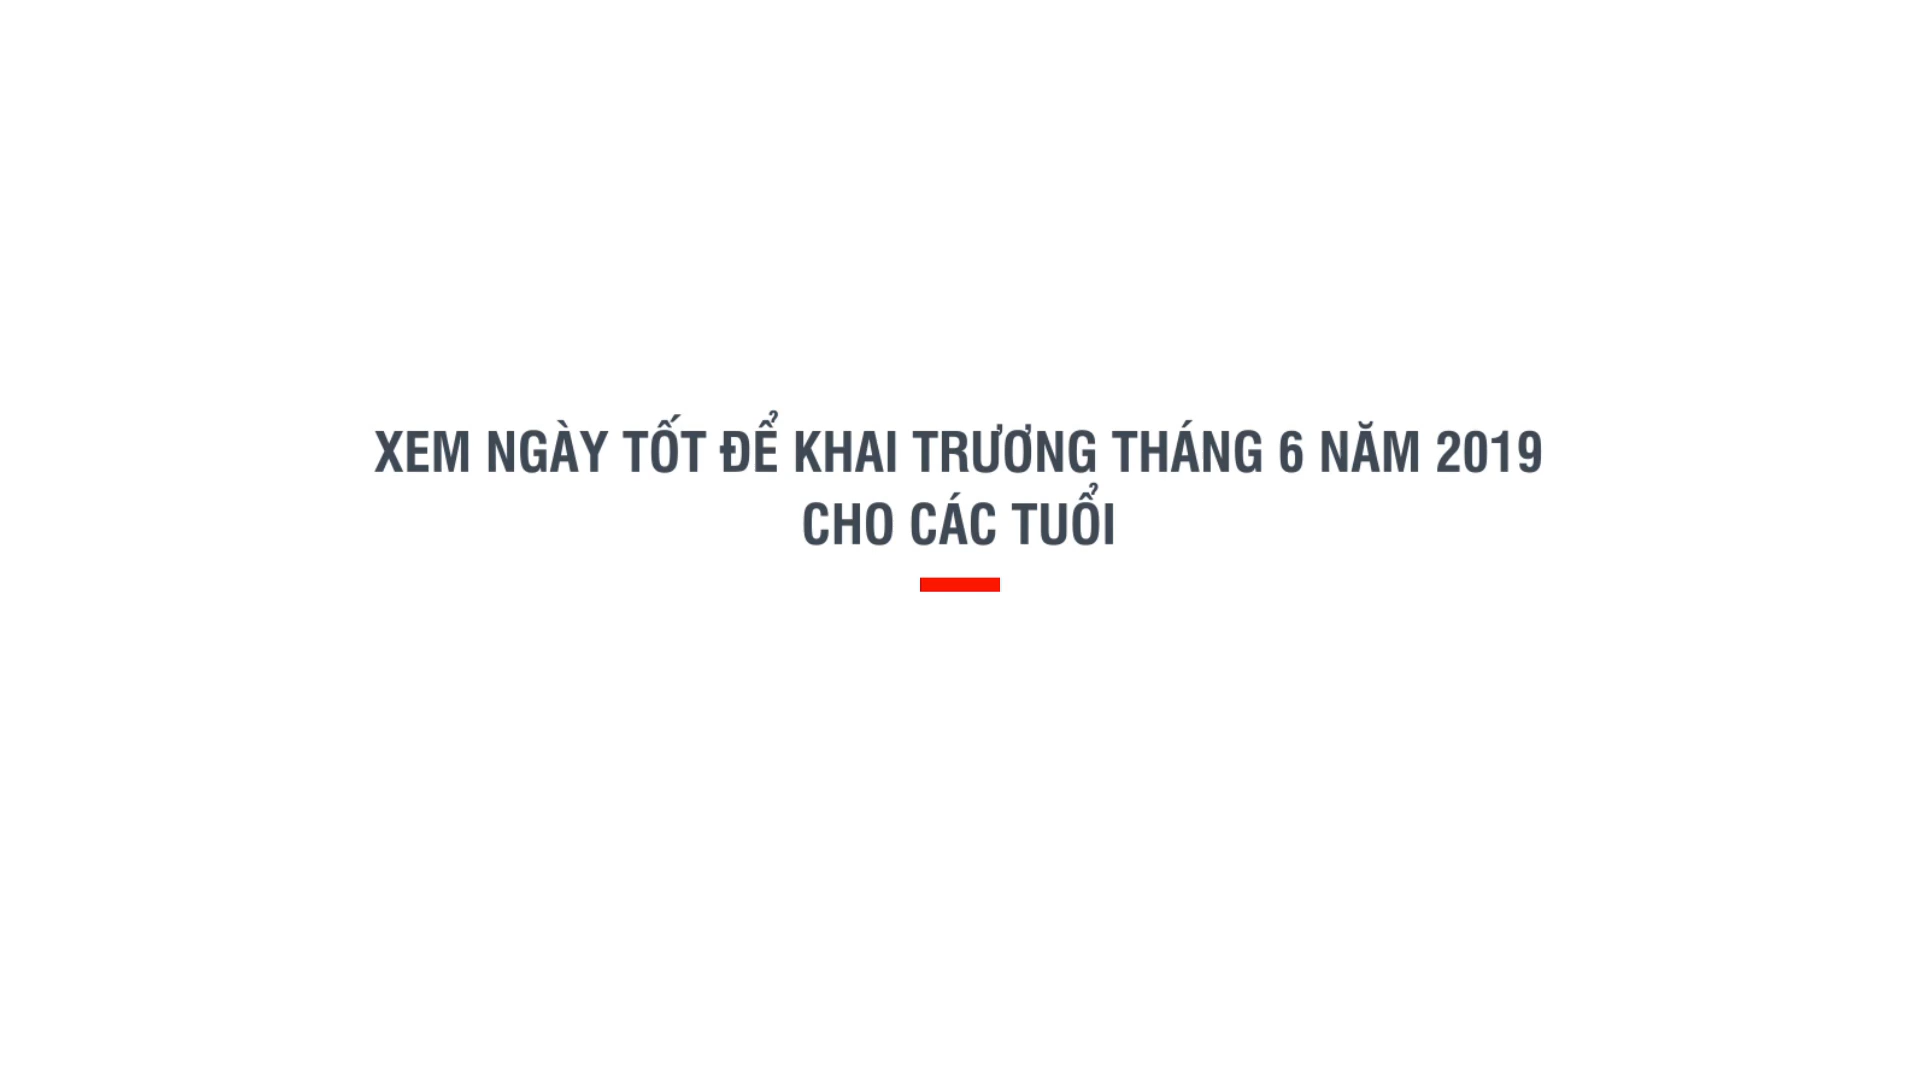 XEM NGÀY TỐT ĐỂ KHAI TRƯƠNG THÁNG 6 NĂM 2019
CHO CÁC TUỔI